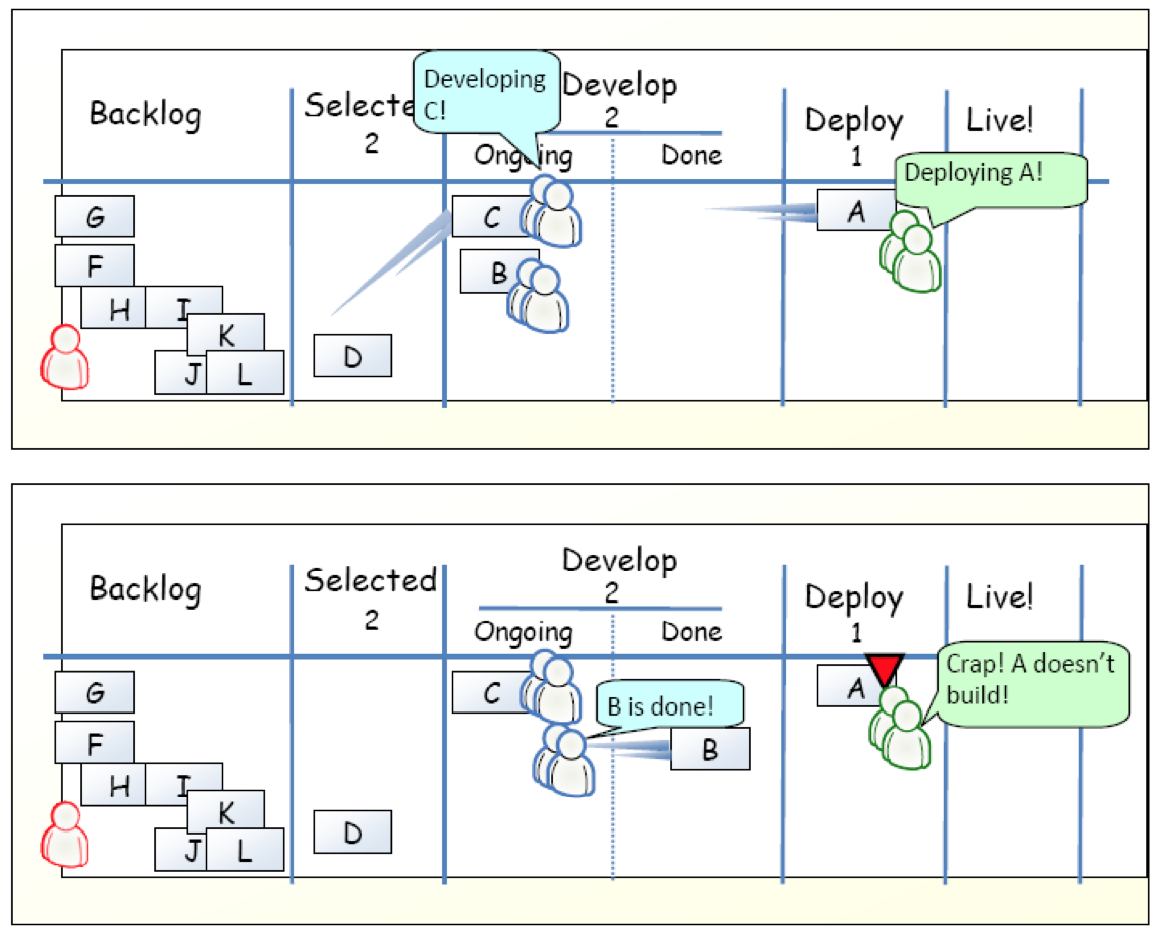 Developing
C!
Backlog
Selecte
2
Develop
2
Ongoing
Done
Deploy
1
Live!
Deploying A!
G
C
A
F
B
H
I
K
D
J
L
Backlog
Selected
2
Develop
2
Ongoing
Done
Deploy
1
Live!
Crap! A doesn't
build!
G
C
A
B is done!
F
B
H
I
K
D
J
L